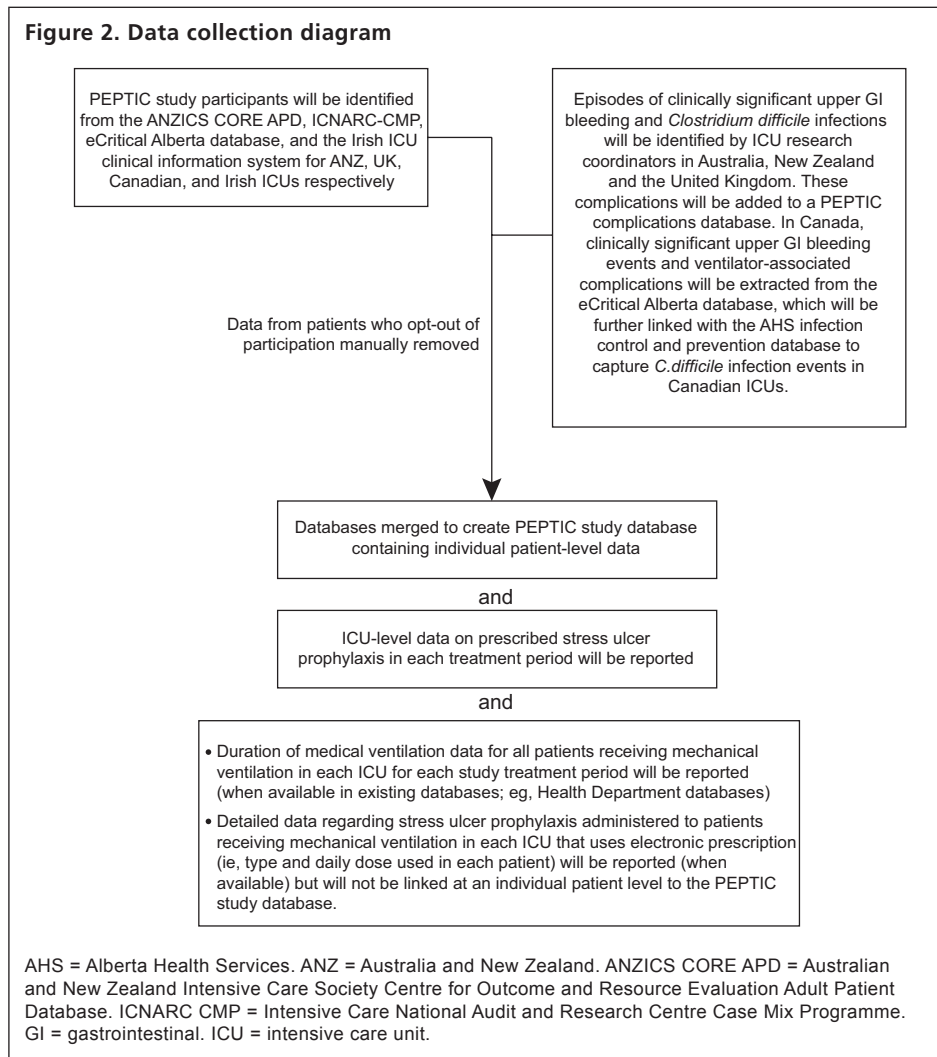 Figure 2. Data collection diagram
PEPTIC study participants will be identified
from the ANZICS CORE APD, ICNARC-CMP,
eCritical Alberta database, and the Irish ICU
clinical information system for ANZ, UK,
Canadian, and Irish ICUs respectively
Episodes of clinically significant upper GI
bleeding and Clostridium difficile infections
will be identified by ICU research
coordinators in Australia, New Zealand
and the United Kingdom. These
complications will be added to a PEPTIC
complications database. In Canada,
clinically significant upper GI bleeding
events and ventilator-associated
complications will be extracted from the
eCritical Alberta database, which will be
further linked with the AHS infection
control and prevention database to
capture C.difficile infection events in
Canadian ICUs.
Data from patients who opt-out of
participation manually removed
Databases merged to create PEPTIC study database
containing individual patient-level data
and
ICU-level data on prescribed stress ulcer
prophylaxis in each treatment period will be reported
and
• Duration of medical ventilation data for all patients receiving mechanical
ventilation in each ICU for each study treatment period will be reported
(when available in existing databases; eg, Health Department databases)
• Detailed data regarding stress ulcer prophylaxis administered to patients
receiving mechanical ventilation in each ICU that uses electronic prescription
(ie, type and daily dose used in each patient) will be reported (when
available) but will not be linked at an individual patient level to the PEPTIC
study database.
AHS = Alberta Health Services. ANZ = Australia and New Zealand. ANZICS CORE APD = Australian
and New Zealand Intensive Care Society Centre for Outcome and Resource Evaluation Adult Patient
Database. ICNARC CMP = Intensive Care National Audit and Research Centre Case Mix Programme.
GI = gastrointestinal. ICU = intensive care unit.